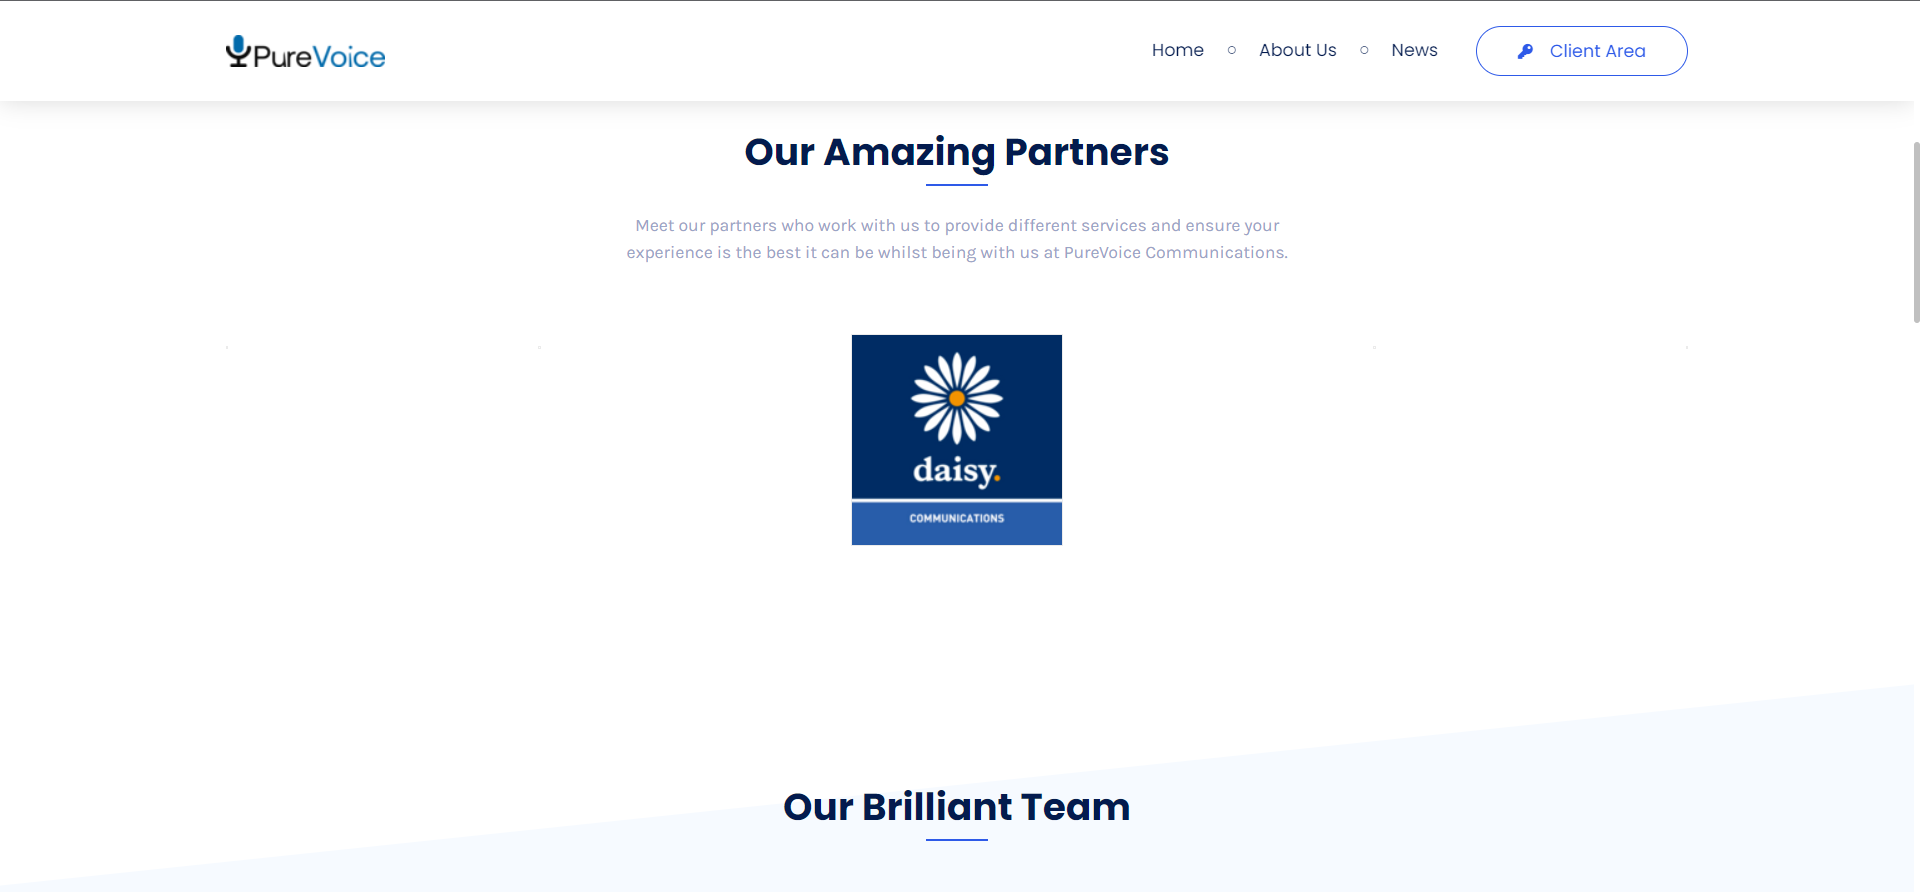 PureVoice
Home
About Us
News
Client Area
Our Amazing Partners
Meet our partners who work with us to provide different services and ensure your
experience is the best it can be whilst being with us at PureVoice Communications.
daisy.
COMMUNICATIONS
Our Brilliant Team